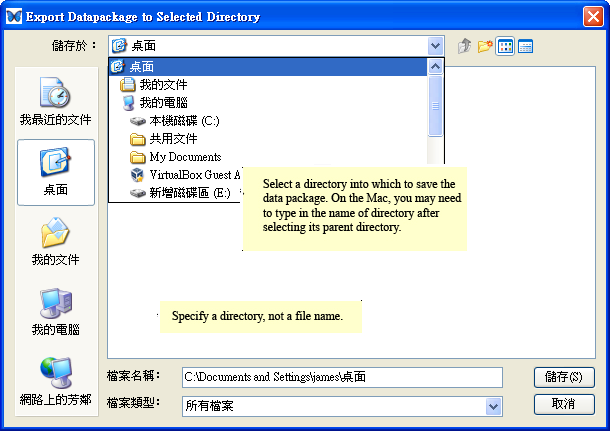 Export Datapackage to Selected Directory
儲存於：
桌面
桌面
我的文件
我的電腦
本機磁碟 (C:)
共用文件
My Documents
VirtualBox Guest A
新增磁碟區 (E:)
我最近的文件
桌面
我的文件
我的電腦
網路上的芳鄰
Select a directory into which to save the
data package. On the Mac, you may need
to type in the name of directory after
selecting its parent directory.
Specify a directory, not a file name.
檔案名稱：
C:\Documents and Settings\james\桌面
儲存(S)
檔案類型：
所有檔案
取消